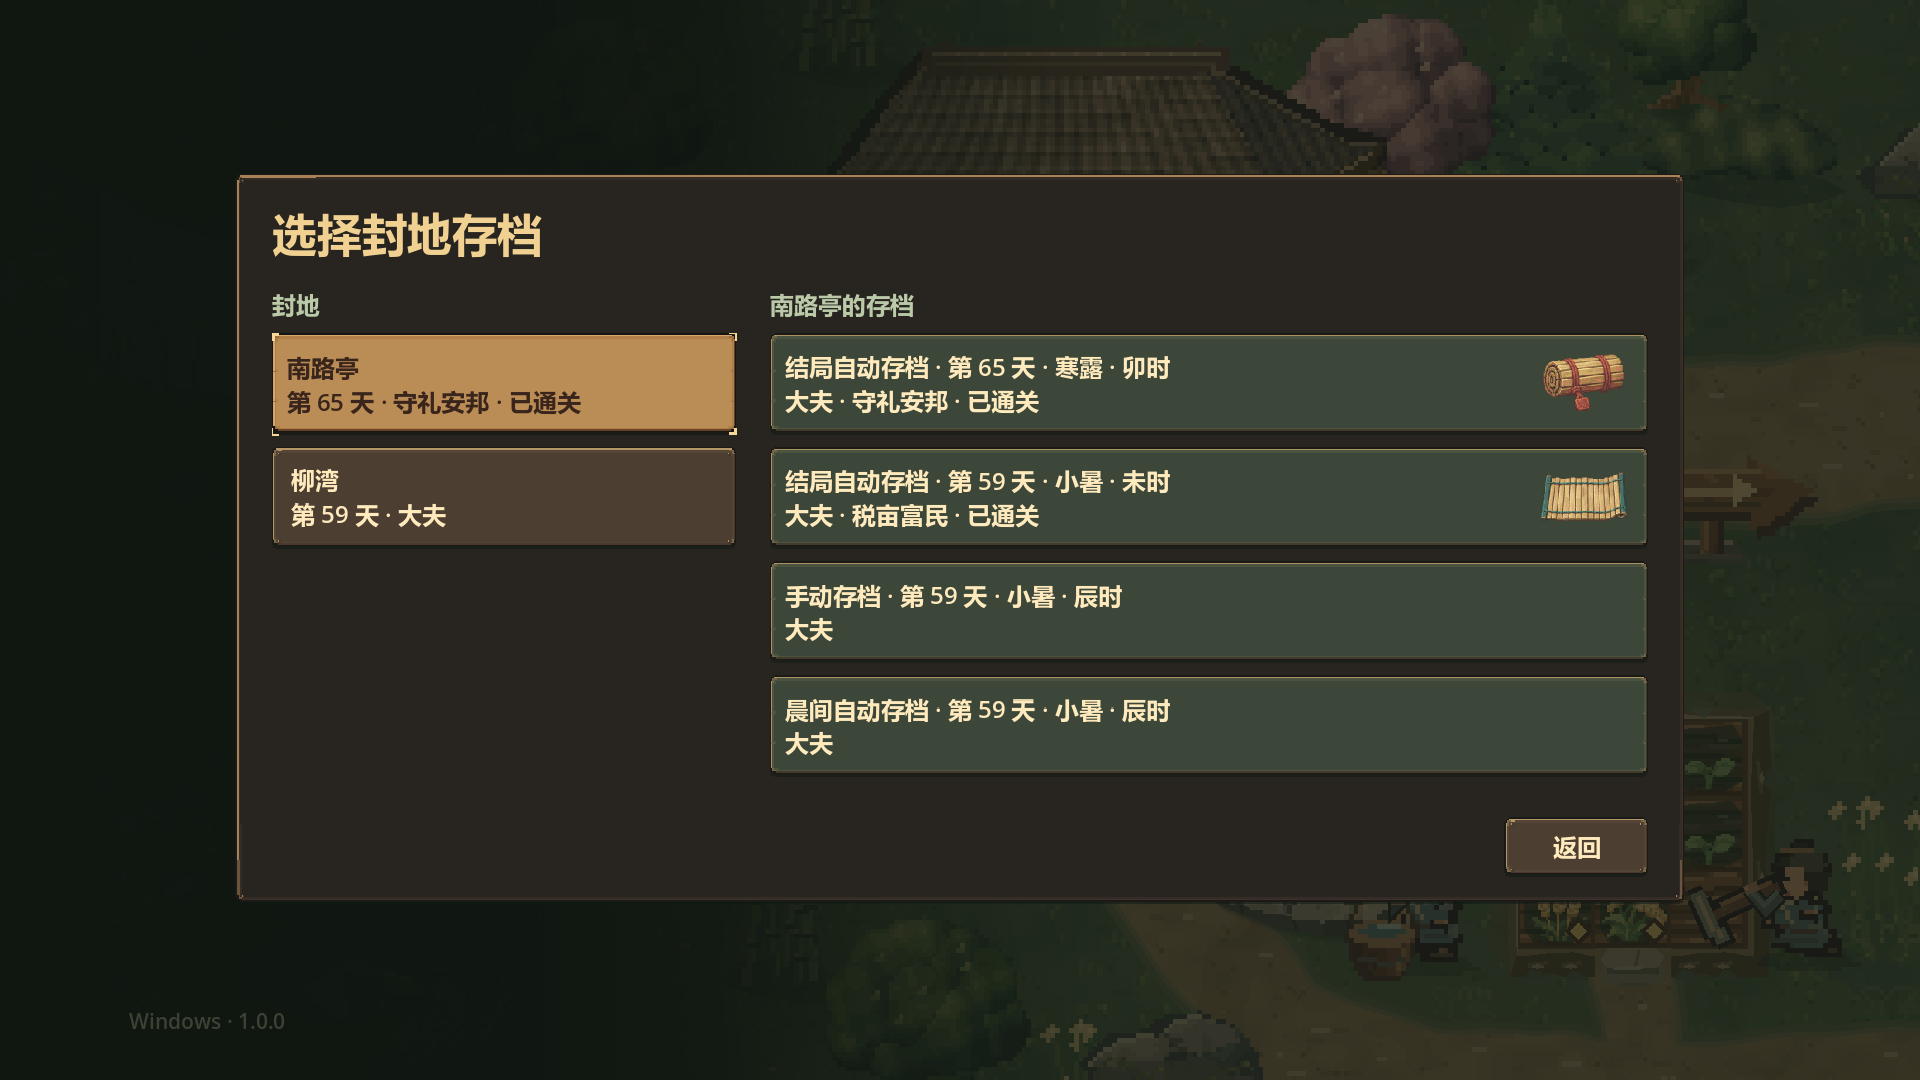 选择封地存档
封地
南路亭
第 65 天 · 守礼安邦 · 已通关
柳湾
第 59 天 · 大夫
南路亭的存档
结局自动存档 · 第 65 天 · 寒露 · 卯时
大夫 · 守礼安邦 · 已通关
结局自动存档 · 第 59 天 · 小暑 · 未时
大夫 · 税亩富民 · 已通关
手动存档 · 第 59 天 · 小暑 · 辰时
大夫
晨间自动存档 · 第 59 天 · 小暑 · 辰时
大夫
返回
Windows · 1.0.0